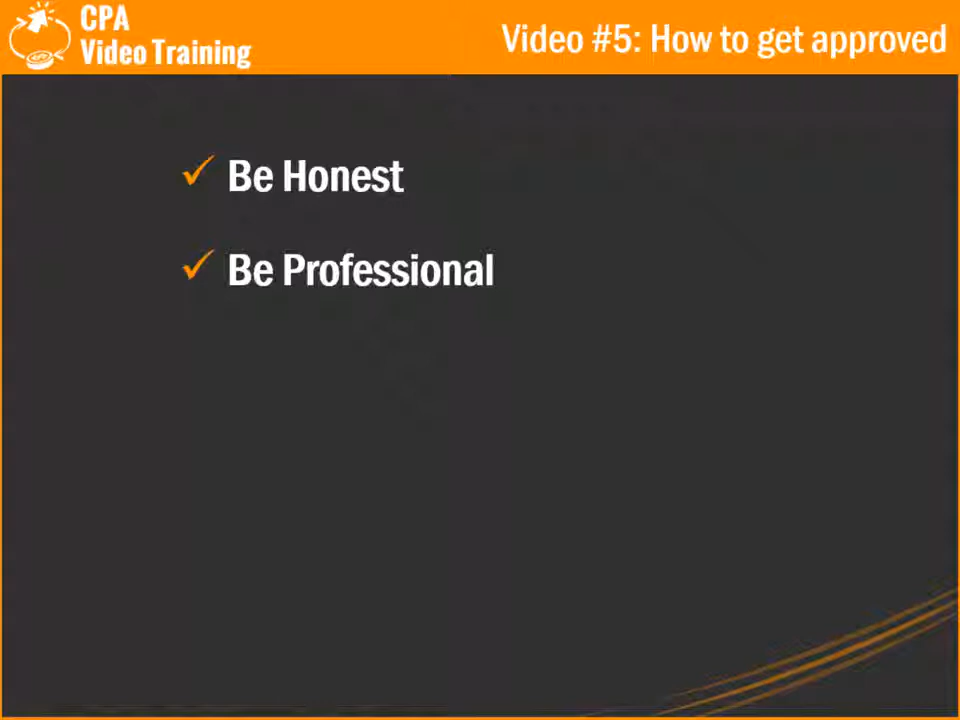 CPA
Video Training
Video #5: How to get approved
Be Honest
Be Professional